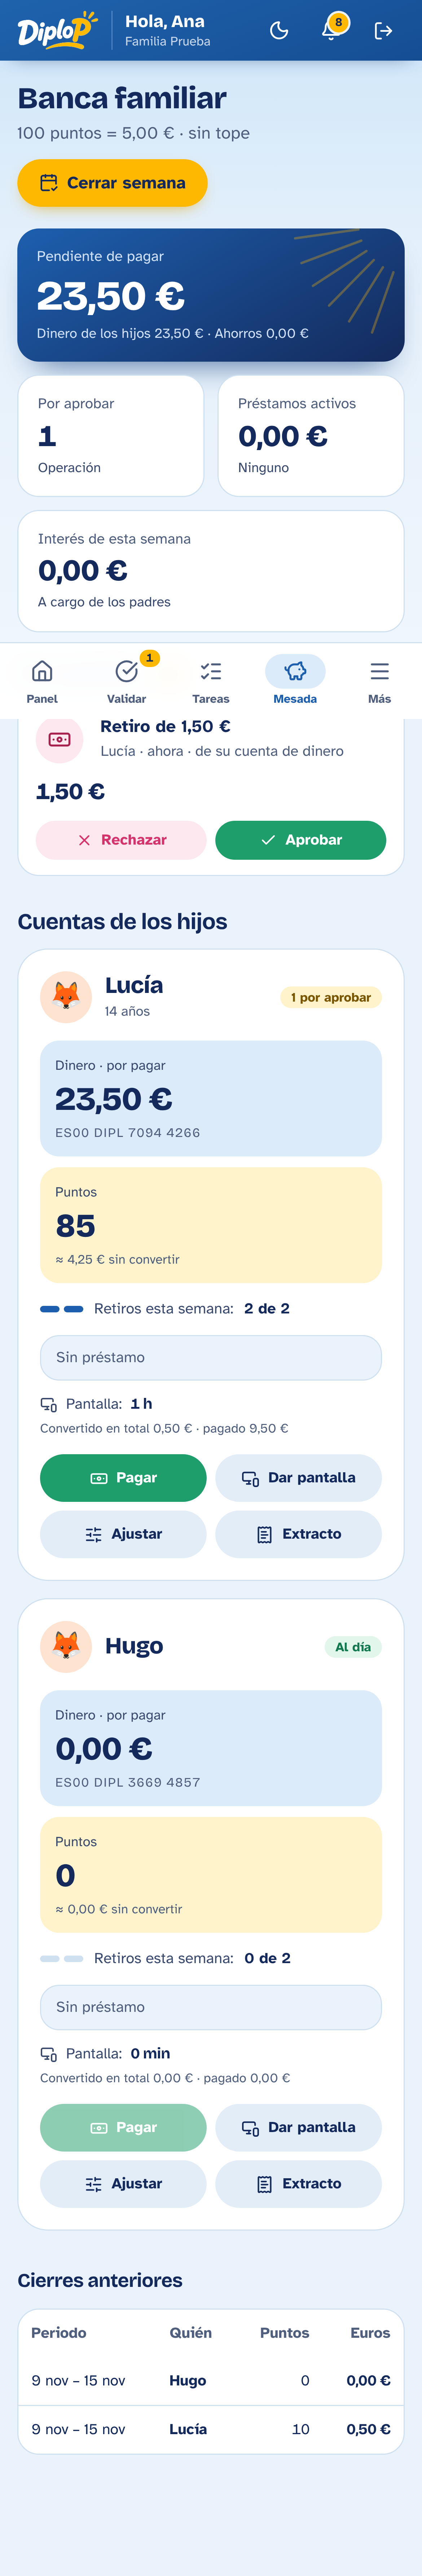 DiploP
Hola, Ana
Familia Prueba
8
Banca familiar
100 puntos = 5,00 € · sin tope
Cerrar semana
Pendiente de pagar
23,50 €
Dinero de los hijos 23,50 € · Ahorros 0,00 €
Por aprobar
1
Operación
Préstamos activos
0,00 €
Ninguno
Interés de esta semana
0,00 €
A cargo de los padres
1
Panel
Validar
Tareas
Mesada
Más
Retiro de 1,50 €
Lucía · ahora · de su cuenta de dinero
1,50 €
Rechazar
Aprobar
Cuentas de los hijos
Lucía
14 años
1 por aprobar
Dinero · por pagar
23,50 €
ES00 DIPL 7094 4266
Puntos
85
≈ 4,25 € sin convertir
Retiros esta semana: 2 de 2
Sin préstamo
Pantalla: 1 h
Convertido en total 0,50 € · pagado 9,50 €
Pagar
Dar pantalla
Ajustar
Extracto
Hugo
Al día
Dinero · por pagar
0,00 €
ES00 DIPL 3669 4857
Puntos
0
≈ 0,00 € sin convertir
Retiros esta semana: 0 de 2
Sin préstamo
Pantalla: 0 min
Convertido en total 0,00 € · pagado 0,00 €
Pagar
Dar pantalla
Ajustar
Extracto
Cierres anteriores
Periodo Quién Puntos Euros
9 nov – 15 nov Hugo 0 0,00 €
9 nov – 15 nov Lucía 10 0,50 €